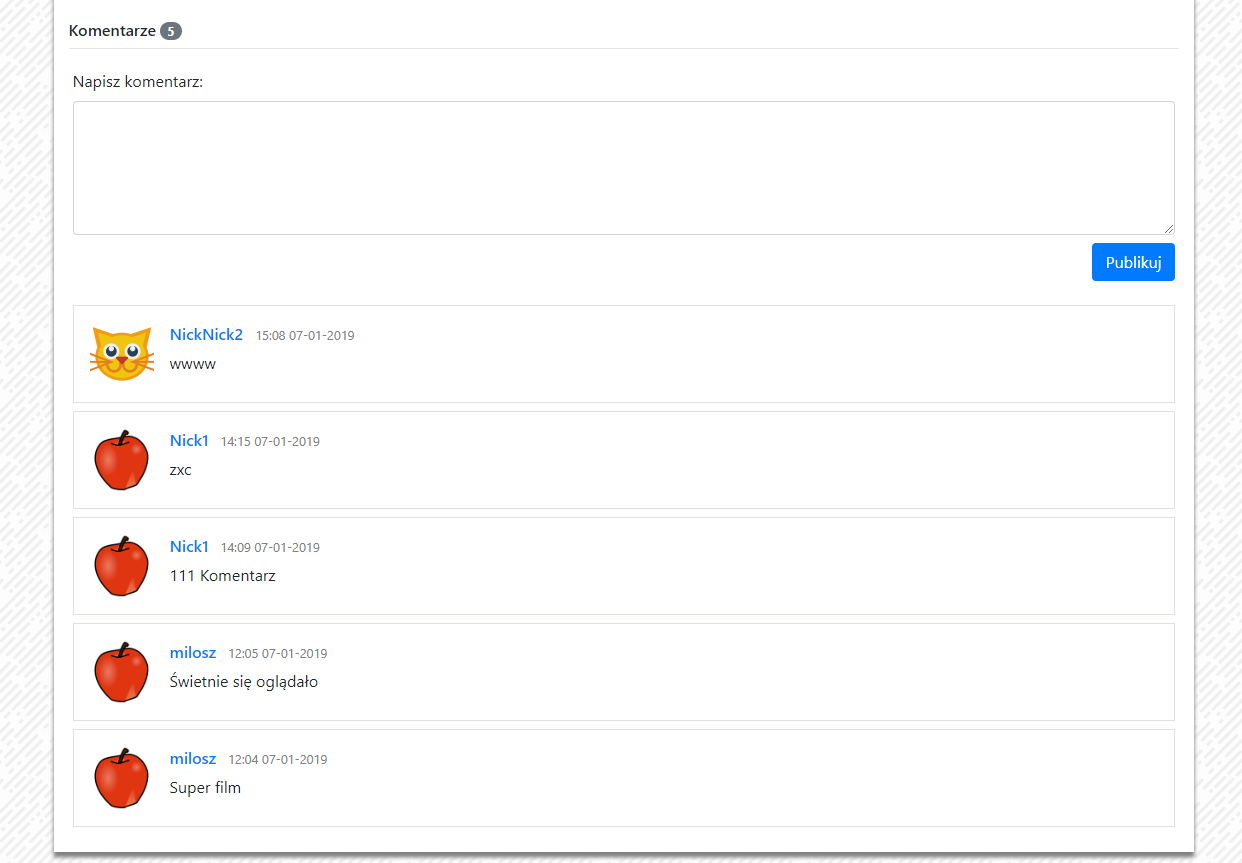 Komentarze 5
Napisz komentarz:
Publikuj
NickNick2 15:08 07-01-2019
wwww
Nick1 14:15 07-01-2019
zxc
Nick1 14:09 07-01-2019
111 Komentarz
milosz 12:05 07-01-2019
Świetnie się oglądało
milosz 12:04 07-01-2019
Super film